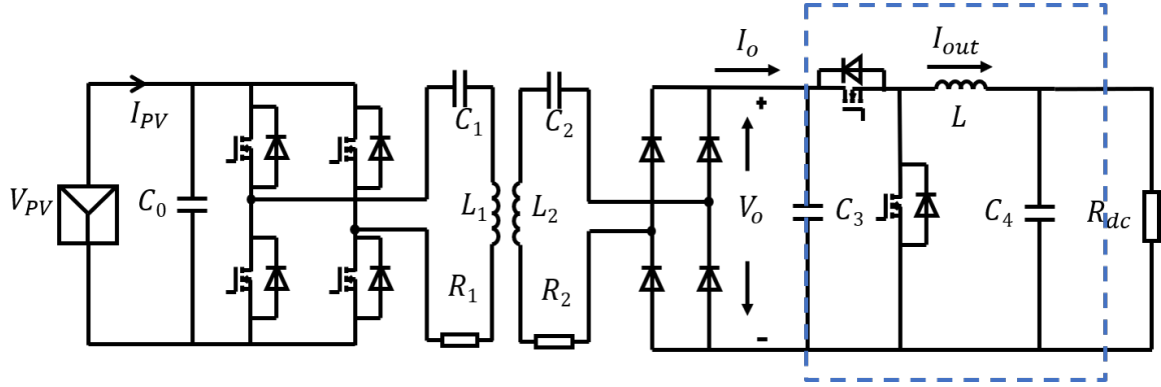 I_o
I_out
I_PV
C_1
C_2
+
L
V_PV
C_0
L_1
L_2
V_o
C_3
C_4
R_dc
R_1
R_2
-